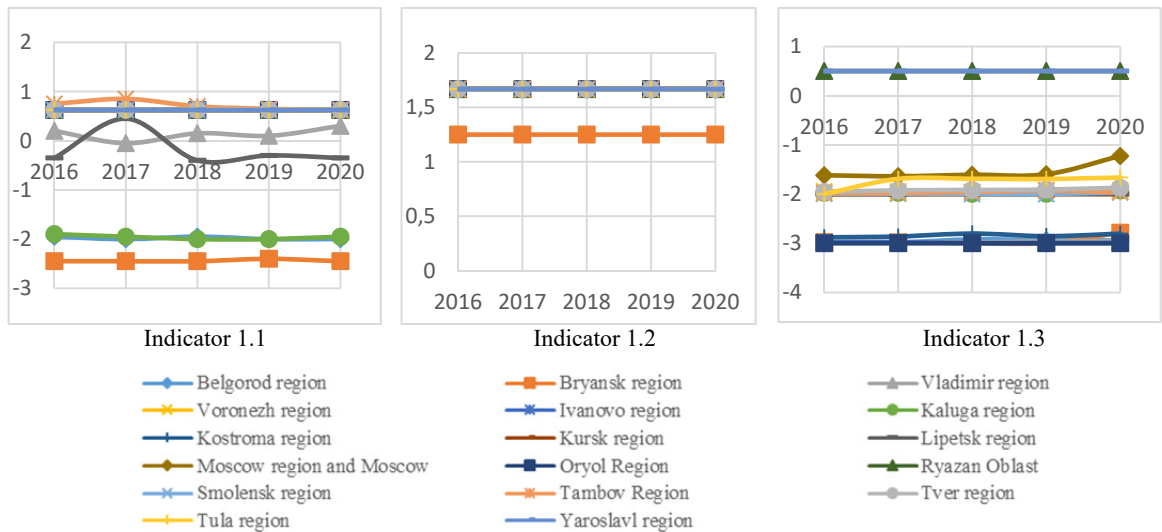 2
1
0
-1
-2
-3
2016 2017 2018 2019 2020
Indicator 1.1
2
1.5
1
0,5
0
2016 2017 2018 2019 2020
Indicator 1.2
1
0
-1
-2
-3
-4
2016 2017 2018 2019 2020
Indicator 1.3
Belgorod region Bryansk region Vladimir region
Voronezh region Ivanovo region Kaluga region
Kostroma region Kursk region Lipetsk region
Moscow region and Moscow Oryol Region Ryazan Oblast
Smolensk region Tambov Region Tver region
Tula region Yaroslavl region